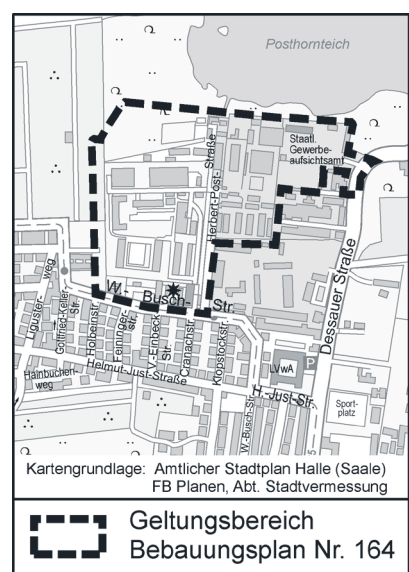 Posthornteich
Staatl.
Gewerbe-
aufsichtsamt
Herbert-Post-Straße
Dessauer Straße
W.-
Busch-
Str.
Liguster-
weg
Gottfried-Keller-
Str.
Holbeinstr.
Feininger-
str.
-Einbeck-
Str.
Cranachstr.
Klopstockstr.
Helmut-Just-Straße
Hainbuchen-
weg
W.-Busch-Str.
LVwA
P
H.-Just-Str.
Sport-
platz
Kartengrundlage: Amtlicher Stadtplan Halle (Saale)
FB Planen, Abt. Stadtvermessung
Geltungsbereich
Bebauungsplan Nr. 164